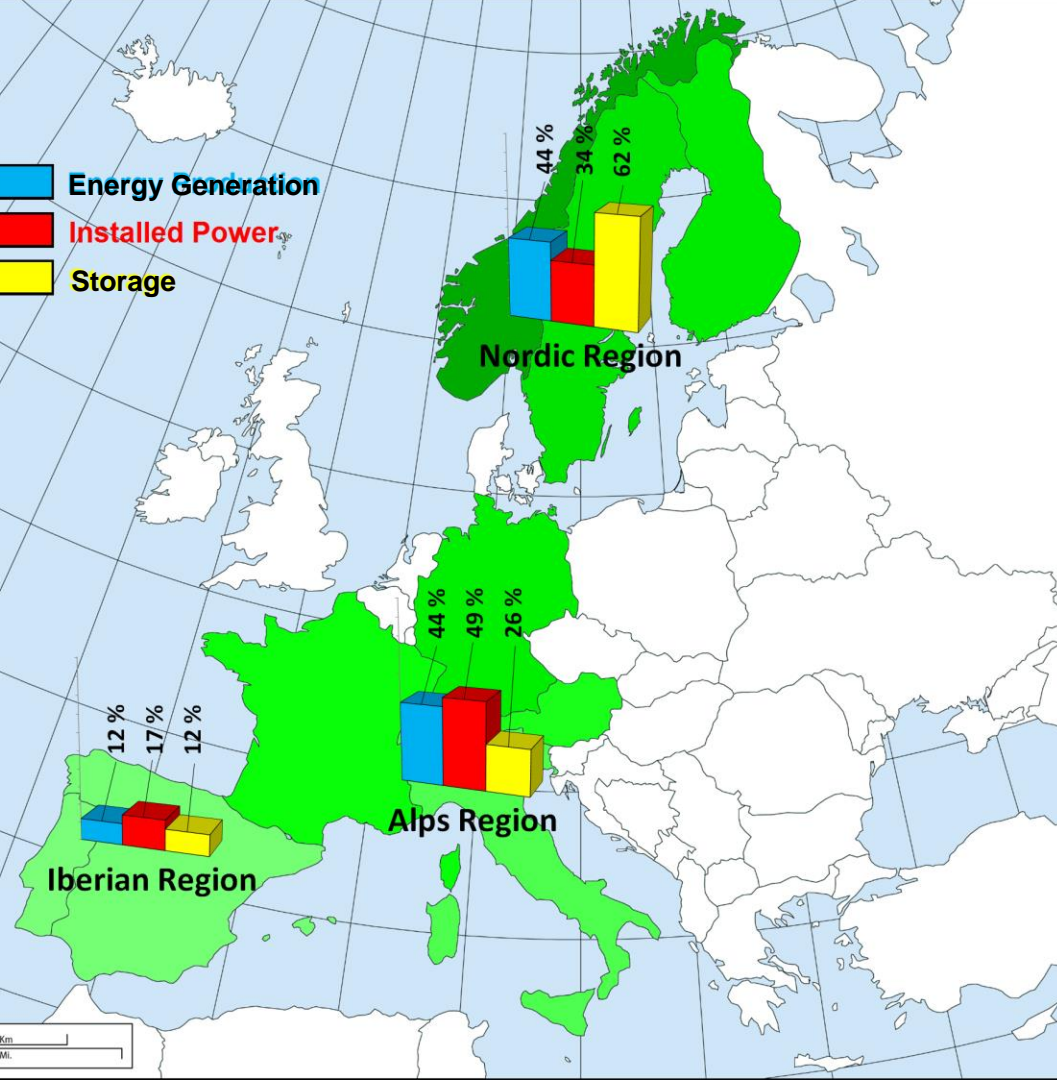 44 %
34 %
62 %
Energy Generation
Installed Power
Storage
Nordic Region
44 %
49 %
26 %
12 %
17 %
12 %
Alps Region
Iberian Region
Km
Mi.